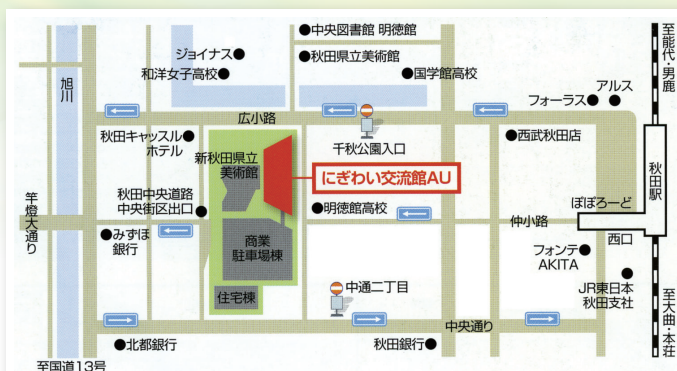 中央図書館 明徳館
ジョイナス
秋田県立美術館
和洋女子高校
国学館高校
至能代・男鹿
旭川
アルス
フォーラス
広小路
秋田キャッスル
ホテル
千秋公園入口
西武秋田店
新秋田県立
美術館
にぎわい交流館AU
秋田駅
竿燈大通り
秋田中央道路
中央街区出口
明徳館高校
ぽぽろーど
仲小路
西口
みずほ
銀行
商業
駐車場棟
フォンテ
AKITA
JR東日本
秋田支社
住宅棟
中通二丁目
中央通り
至大曲・本荘
北都銀行
秋田銀行
至国道13号